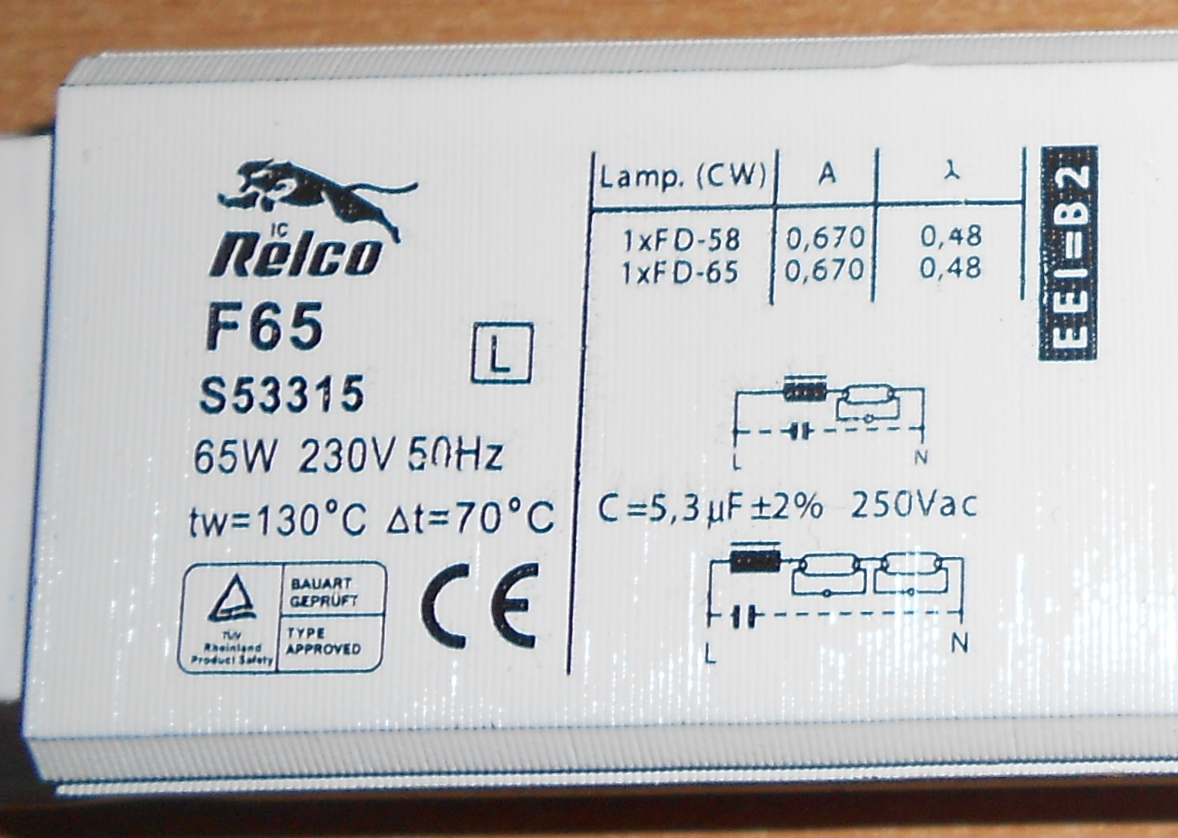 IC
Relco
F65
L
S53315
65W 230V 50Hz
tw=130°C Δt=70°C
TÜV
Rheinland
Product Safety
BAUART
GEPRÜFT
TYPE
APPROVED
CE
Lamp. (CW) A λ
1xFD-58 0,670 0,48
1xFD-65 0,670 0,48
EEI=B2
L N
C=5,3µF±2% 250Vac
L N